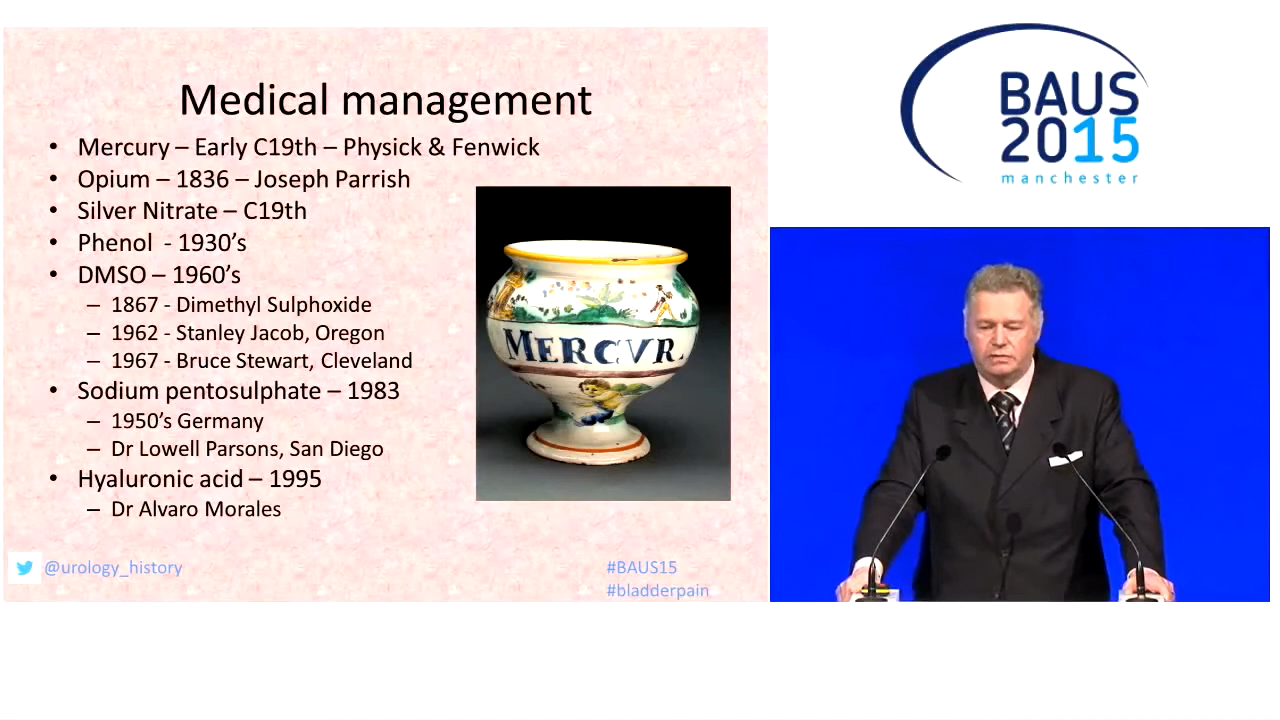 Medical management
• Mercury – Early C19th – Physick & Fenwick
• Opium – 1836 – Joseph Parrish
• Silver Nitrate – C19th
• Phenol - 1930's
• DMSO – 1960's
– 1867 - Dimethyl Sulphoxide
– 1962 - Stanley Jacob, Oregon
– 1967 - Bruce Stewart, Cleveland
• Sodium pentosulphate – 1983
– 1950's Germany
– Dr Lowell Parsons, San Diego
• Hyaluronic acid – 1995
– Dr Alvaro Morales
MERCVR.
@urology_history
#BAUS15
#bladderpain
BAUS
2015
manchester